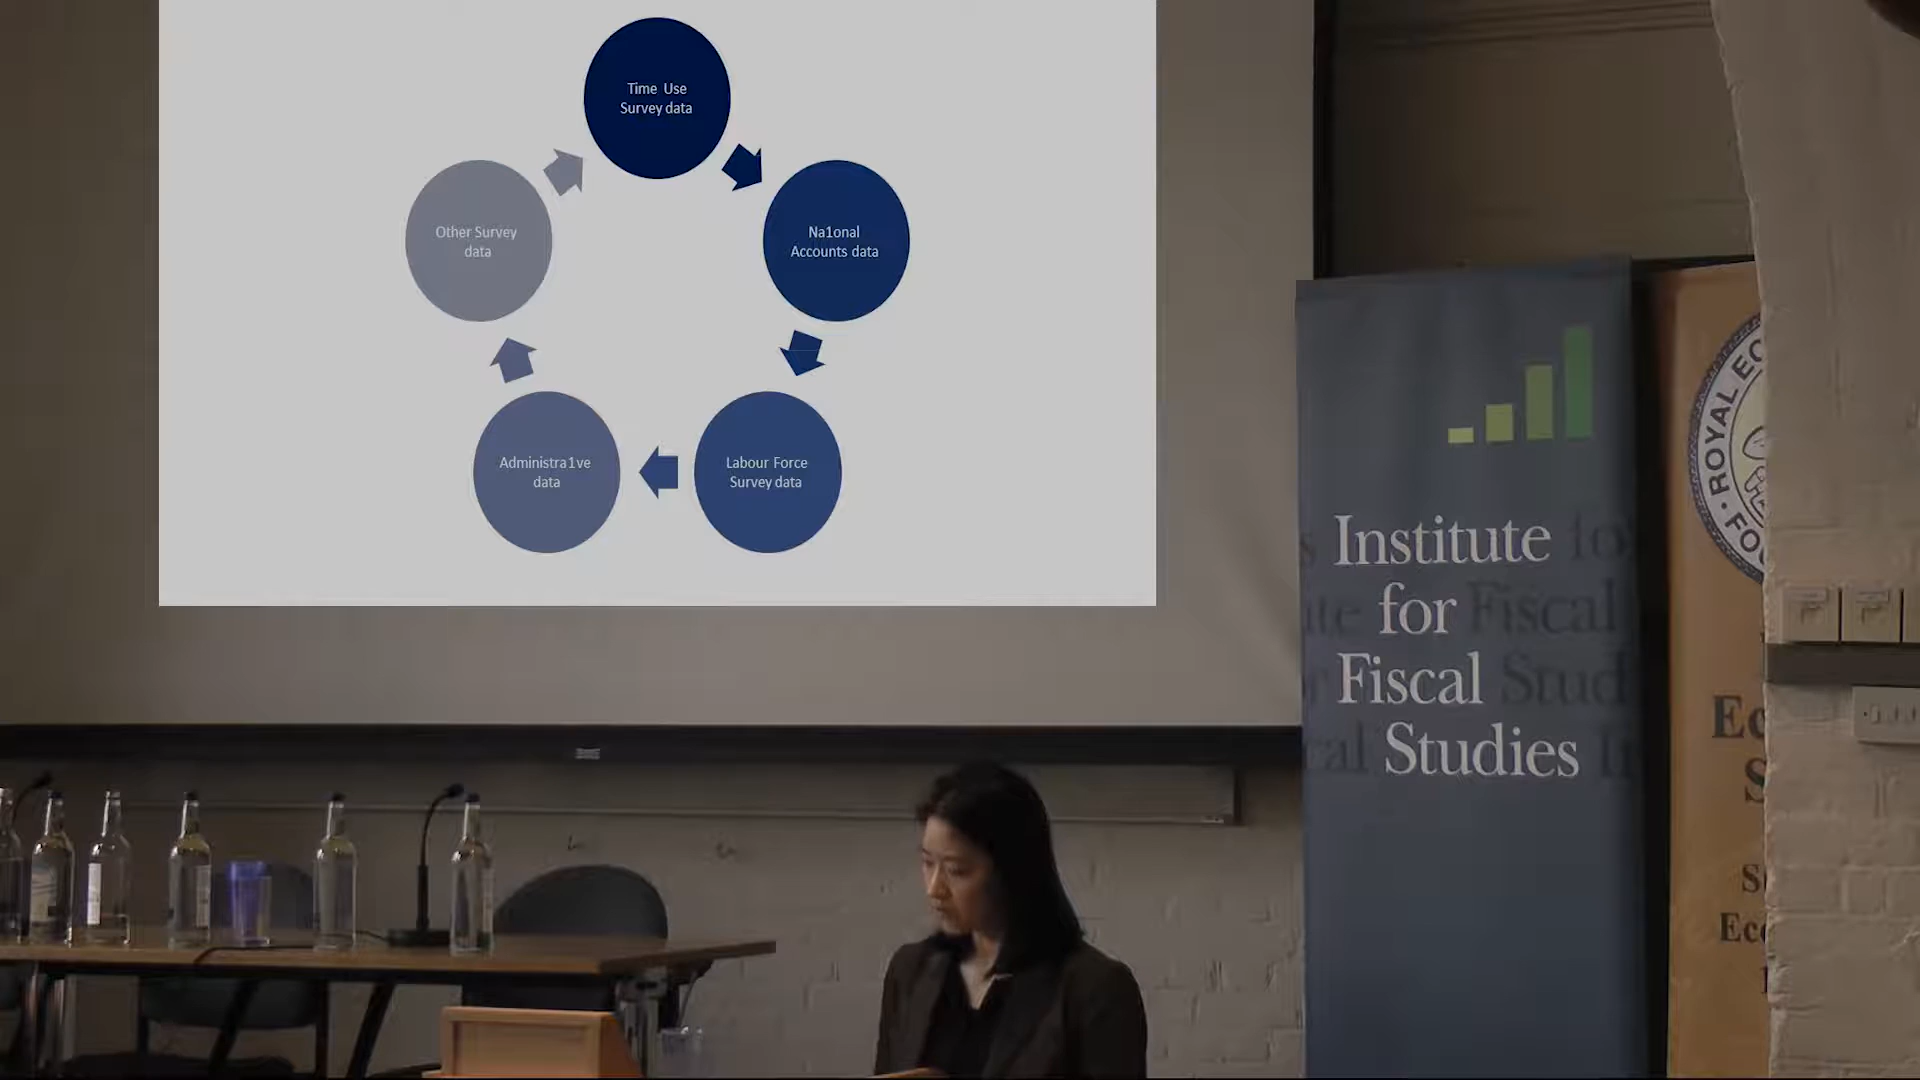 Time Use
Survey data
Other Survey
data
Na1onal
Accounts data
Administra1ve
data
Labour Force
Survey data
Institute
for
Fiscal
Studies
ROYAL